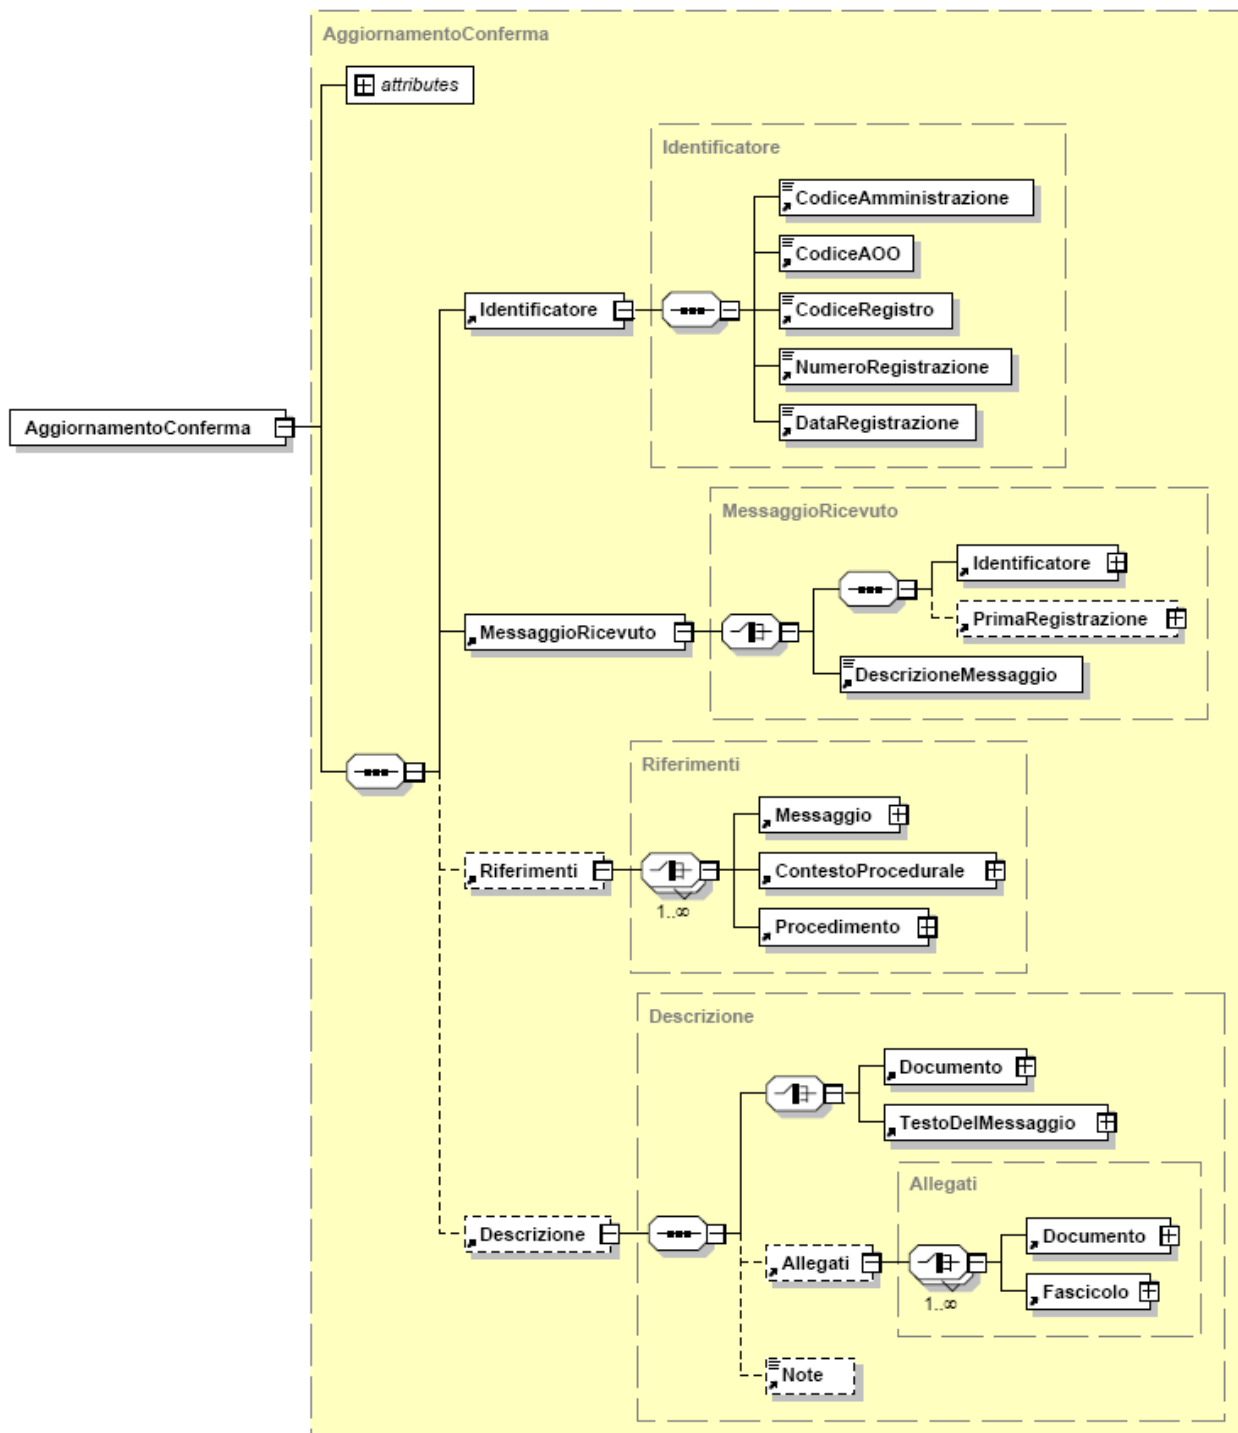 AggiornamentoConferma
attributes
Identificatore
CodiceAmministrazione
CodiceAOO
Identificatore
CodiceRegistro
NumeroRegistrazione
DataRegistrazione
AggiornamentoConferma
MessaggioRicevuto
Identificatore
PrimaRegistrazione
MessaggioRicevuto
DescrizioneMessaggio
Riferimenti
Messaggio
Riferimenti
ContestoProcedurale
1..∞
Procedimento
Descrizione
Documento
TestoDelMessaggio
Allegati
Descrizione
Documento
Allegati
Fascicolo
1..∞
Note